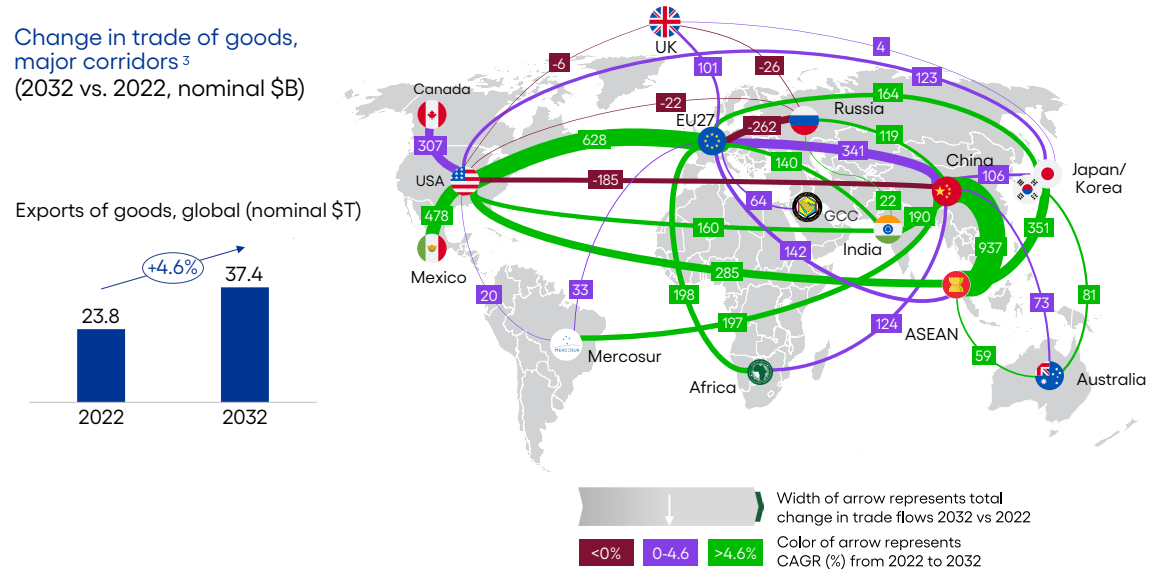 Change in trade of goods,
major corridors 3
(2032 vs. 2022, nominal $B)
Exports of goods, global (nominal $T)
+4.6%
23.8
37.4
2022
2032
UK
4
-6
101
-26
123
Canada
-22
164
EU27
-262
Russia
307
628
119
140
341
China
106
Japan/
Korea
USA
-185
64
GCC
22
190
478
160
India
937
351
Mexico
142
285
20
33
198
197
124
ASEAN
73
81
Mercosur
MERCOSUR
59
Africa
Australia
Width of arrow represents total
change in trade flows 2032 vs 2022
<0%
0-4.6
>4.6%
Color of arrow represents
CAGR (%) from 2022 to 2032